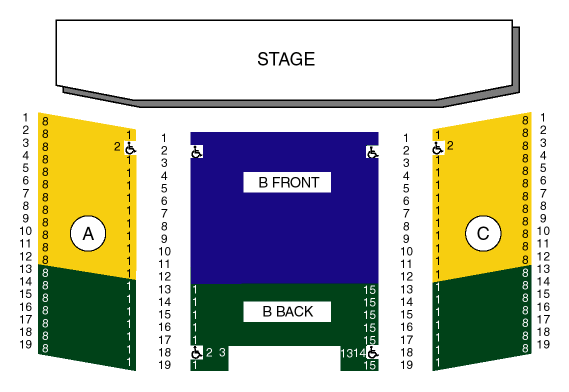 STAGE
1 8 1 1 1 8 1
2 8 2 2 2 2 8 2
3 8 1 3 3 1 8 3
4 8 1 4 4 1 8 4
5 8 1 5 5 1 8 5
6 8 1 6 B FRONT 6 1 8 6
7 8 1 7 7 1 8 7
8 8 1 8 8 1 8 8
9 8 1 9 9 1 8 9
10 8 A 1 10 10 1 C 8 10
11 8 1 11 11 1 8 11
12 8 1 12 12 1 8 12
13 8 1 13 1 15 13 1 8 13
14 8 1 14 1 15 14 1 8 14
15 8 1 15 1 B BACK 15 15 1 8 15
16 8 1 16 1 15 16 1 8 16
17 8 1 17 1 15 17 1 8 17
18 8 1 18 2 3 13 14 18 1 8 18
19 8 1 19 1 15 19 1 8 19